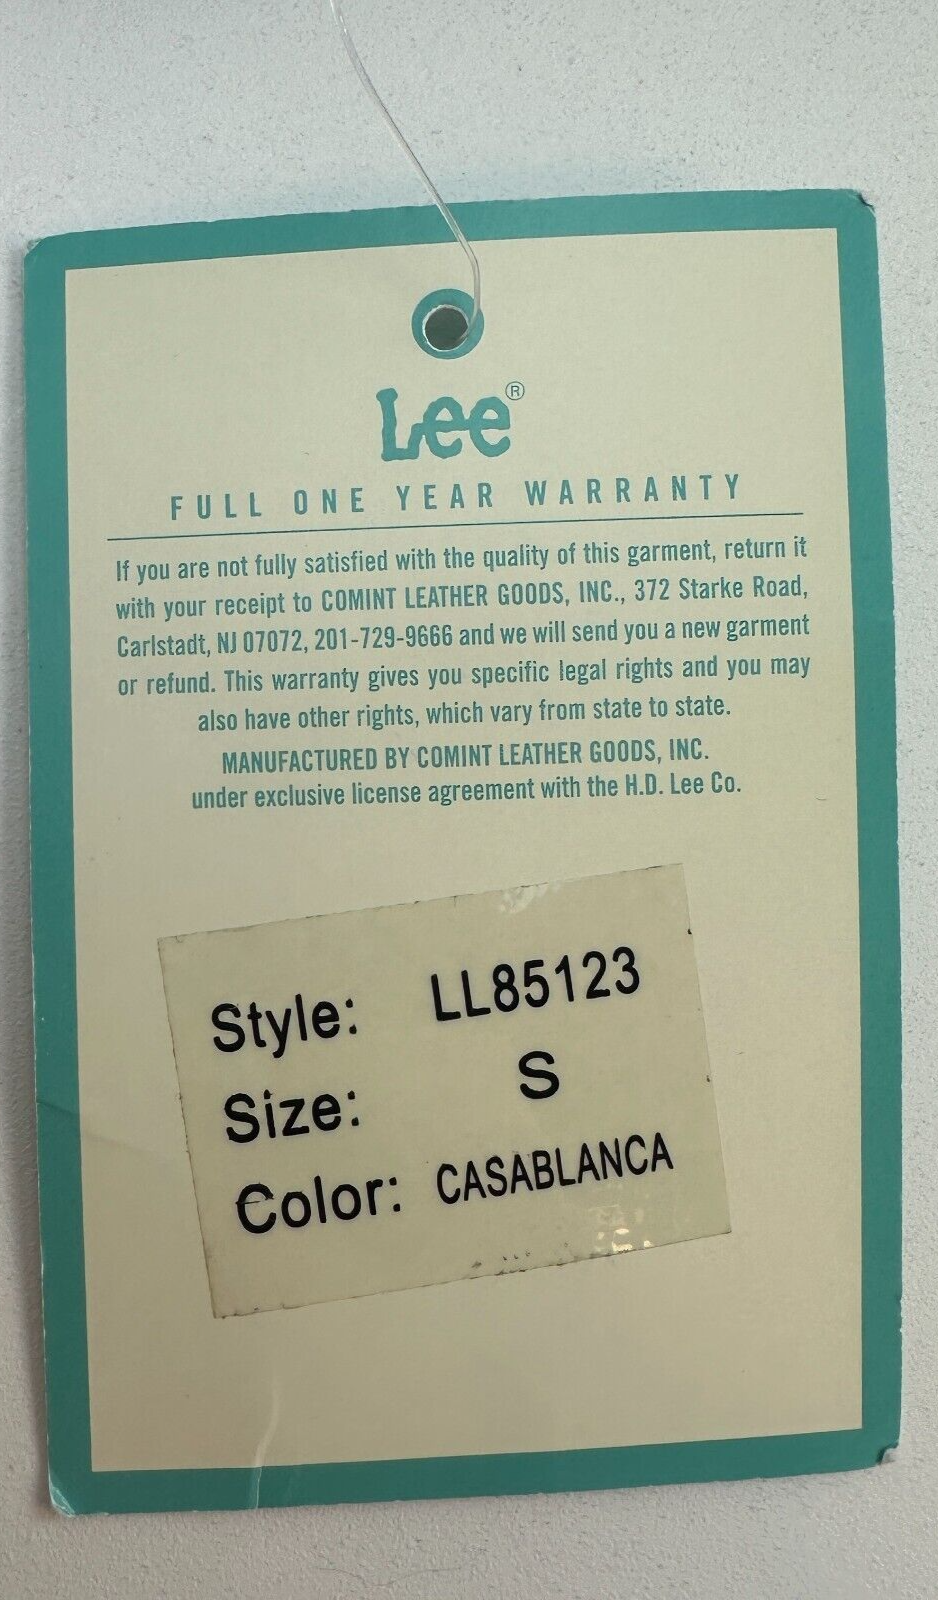 Lee®
FULL ONE YEAR WARRANTY
If you are not fully satisfied with the quality of this garment, return it
with your receipt to COMINT LEATHER GOODS, INC., 372 Starke Road,
Carlstadt, NJ 07072, 201-729-9666 and we will send you a new garment
or refund. This warranty gives you specific legal rights and you may
also have other rights, which vary from state to state.
MANUFACTURED BY COMINT LEATHER GOODS, INC.
under exclusive license agreement with the H.D. Lee Co.
Style: LL85123
Size: S
Color: CASABLANCA